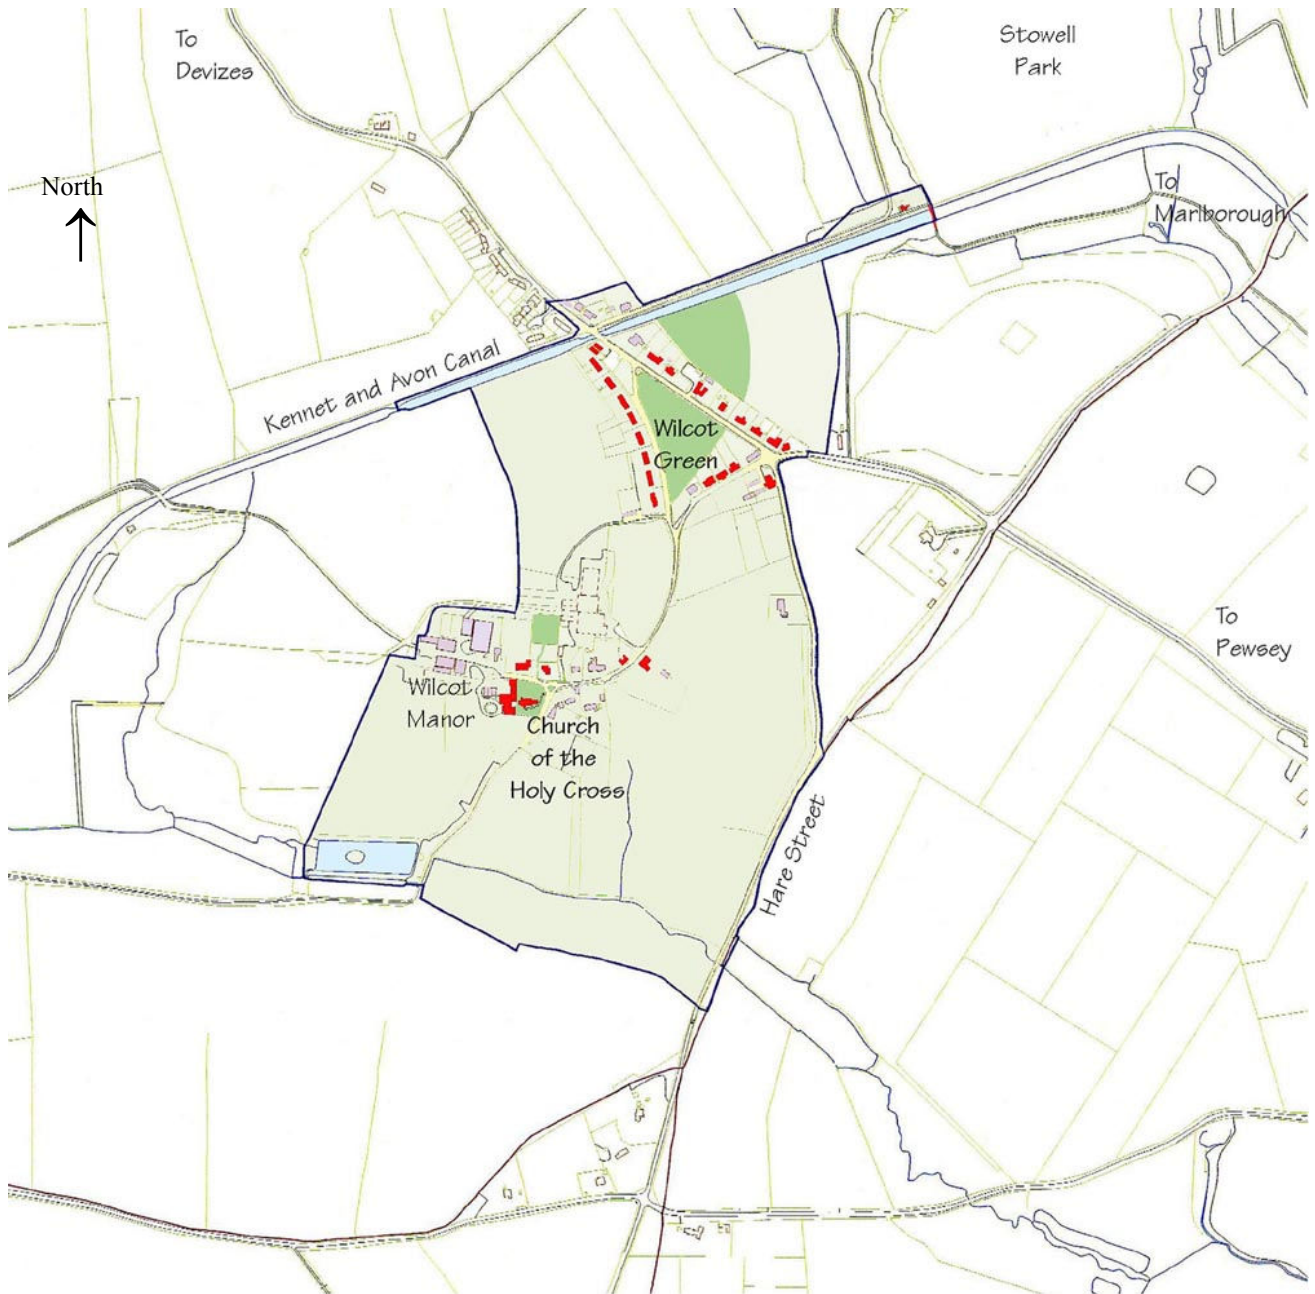 To
Devizes
Stowell
Park
North
To
Marlborough
Kennet and Avon Canal
Wilcot
Green
To
Pewsey
Wilcot
Manor
Church
of the
Holy Cross
Hare Street